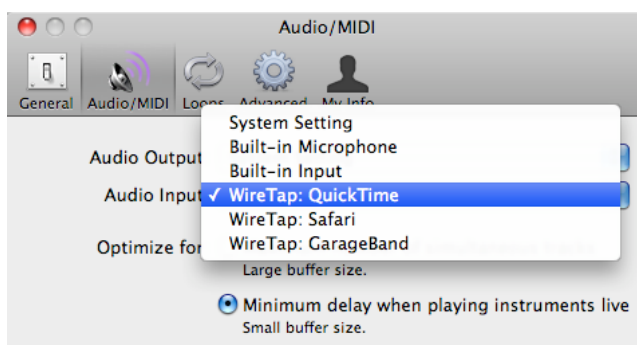 Audio/MIDI
General Audio/MIDI Loops Advanced My Info
System Setting
Audio Output Built-in Microphone
Built-in Input
Audio Input ✓ WireTap: QuickTime
WireTap: Safari
Optimize for WireTap: GarageBand
Large buffer size.
Minimum delay when playing instruments live
Small buffer size.